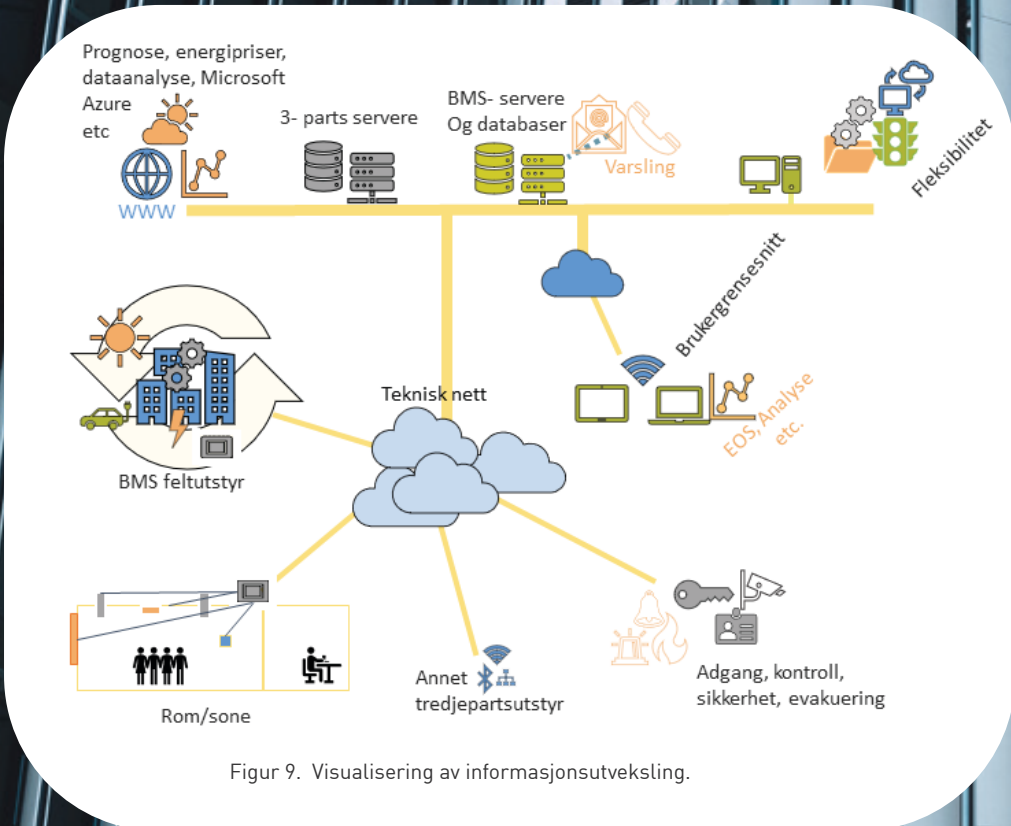 Prognose, energipriser,
dataanalyse, Microsoft
Azure
etc
WWW
3- parts servere
BMS- servere
Og databaser
Varsling
Fleksibilitet
Brukergrensesnitt
EOS, Analyse
etc.
Teknisk nett
BMS feltutstyr
Rom/sone
Annet
tredjepartsutstyr
Adgang, kontroll,
sikkerhet, evakuering
Figur 9. Visualisering av informasjonsutveksling.